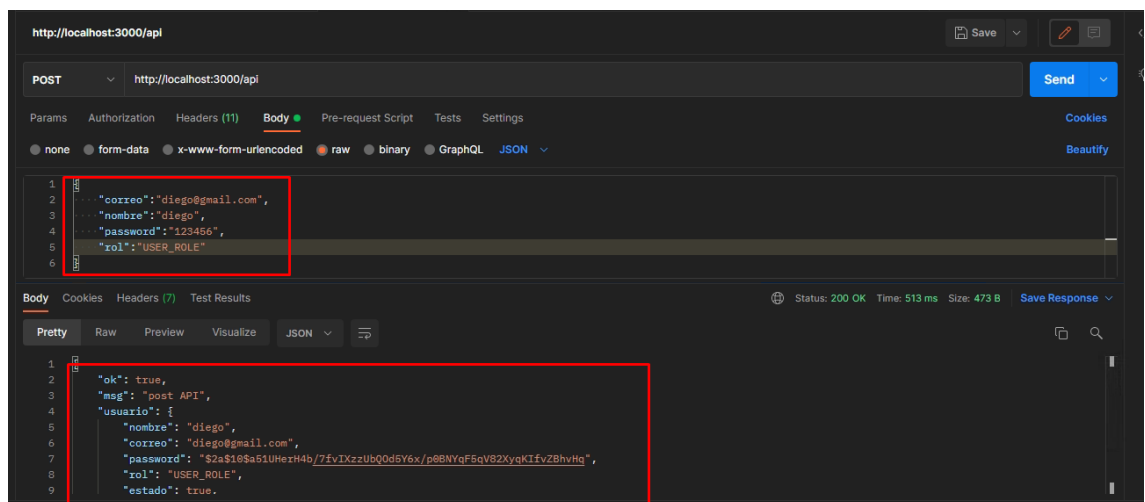 http://localhost:3000/api
Save
POST http://localhost:3000/api Send
Params Authorization Headers (11) Body Pre-request Script Tests Settings Cookies
none form-data x-www-form-urlencoded raw binary GraphQL JSON Beautify
1 {
2 "correo":"diego@gmail.com",
3 "nombre":"diego",
4 "password":"123456",
5 "rol":"USER_ROLE"
6 }
Body Cookies Headers (7) Test Results Status: 200 OK Time: 513 ms Size: 473 B Save Response
Pretty Raw Preview Visualize JSON
1 {
2 "ok": true,
3 "msg": "post API",
4 "usuario": {
5 "nombre": "diego",
6 "correo": "diego@gmail.com",
7 "password": "$2a$10$a51UHerH4b/7fvIXzzUbQOd5Y6x/p0BNYqF5qV82XyqKIfvZBhvHq",
8 "rol": "USER_ROLE",
9 "estado": true.